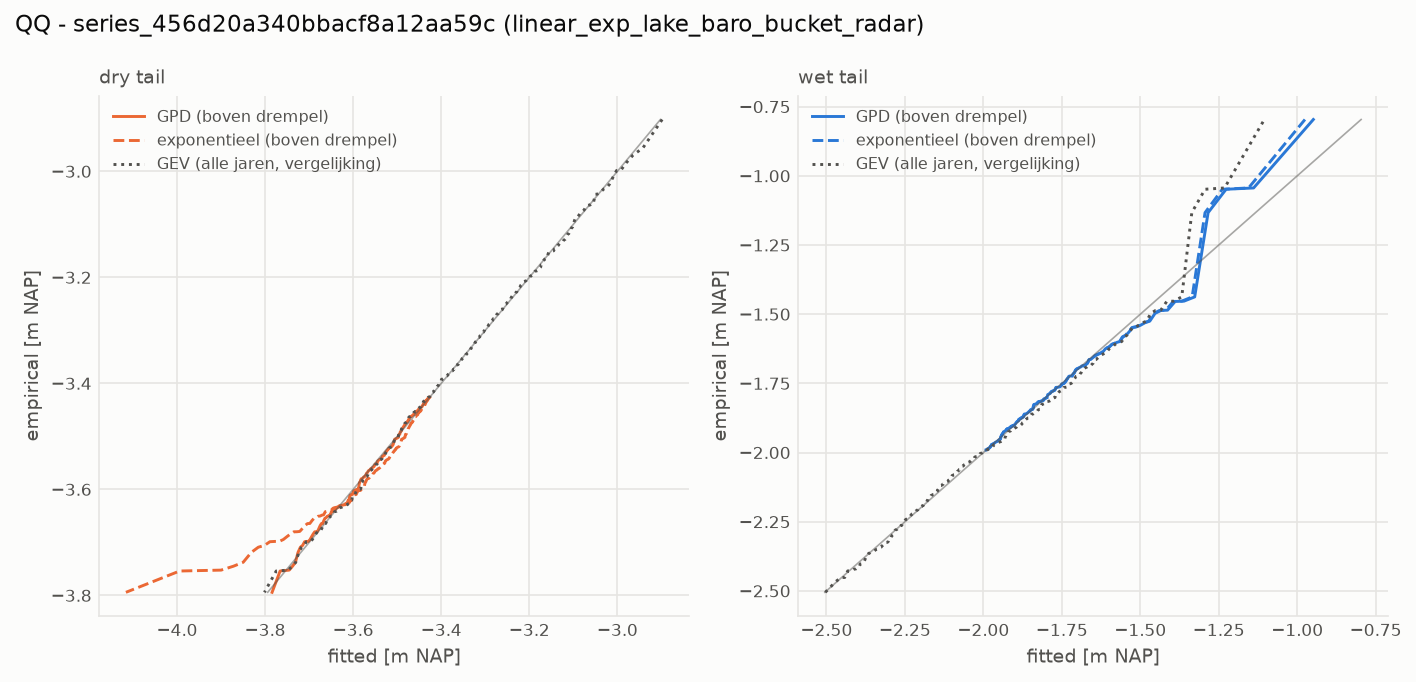 QQ - series_456d20a340bbacf8a12aa59c (linear_exp_lake_baro_bucket_radar)
dry tail
GPD (boven drempel)
exponentieel (boven drempel)
GEV (alle jaren, vergelijking)
−3.0
−3.2
−3.4
−3.6
−3.8
empirical [m NAP]
−4.0
−3.8
−3.6
−3.4
−3.2
−3.0
fitted [m NAP]
wet tail
GPD (boven drempel)
exponentieel (boven drempel)
GEV (alle jaren, vergelijking)
−0.75
−1.00
−1.25
−1.50
−1.75
−2.00
−2.25
−2.50
empirical [m NAP]
−2.50
−2.25
−2.00
−1.75
−1.50
−1.25
−1.00
−0.75
fitted [m NAP]